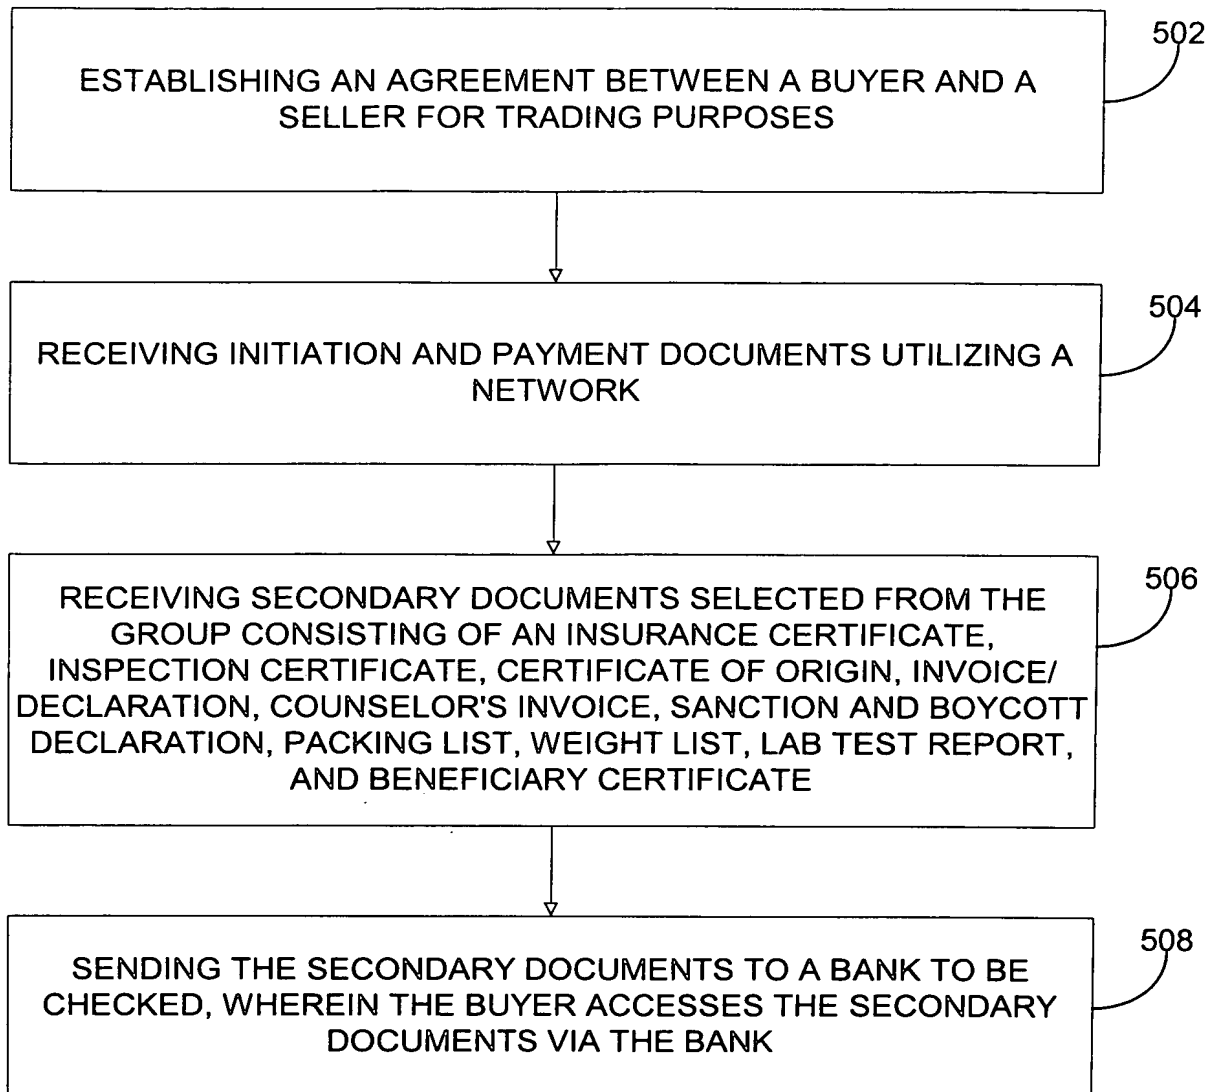 502
ESTABLISHING AN AGREEMENT BETWEEN A BUYER AND A
SELLER FOR TRADING PURPOSES
504
RECEIVING INITIATION AND PAYMENT DOCUMENTS UTILIZING A
NETWORK
506
RECEIVING SECONDARY DOCUMENTS SELECTED FROM THE
GROUP CONSISTING OF AN INSURANCE CERTIFICATE,
INSPECTION CERTIFICATE, CERTIFICATE OF ORIGIN, INVOICE/
DECLARATION, COUNSELOR'S INVOICE, SANCTION AND BOYCOTT
DECLARATION, PACKING LIST, WEIGHT LIST, LAB TEST REPORT,
AND BENEFICIARY CERTIFICATE
508
SENDING THE SECONDARY DOCUMENTS TO A BANK TO BE
CHECKED, WHEREIN THE BUYER ACCESSES THE SECONDARY
DOCUMENTS VIA THE BANK